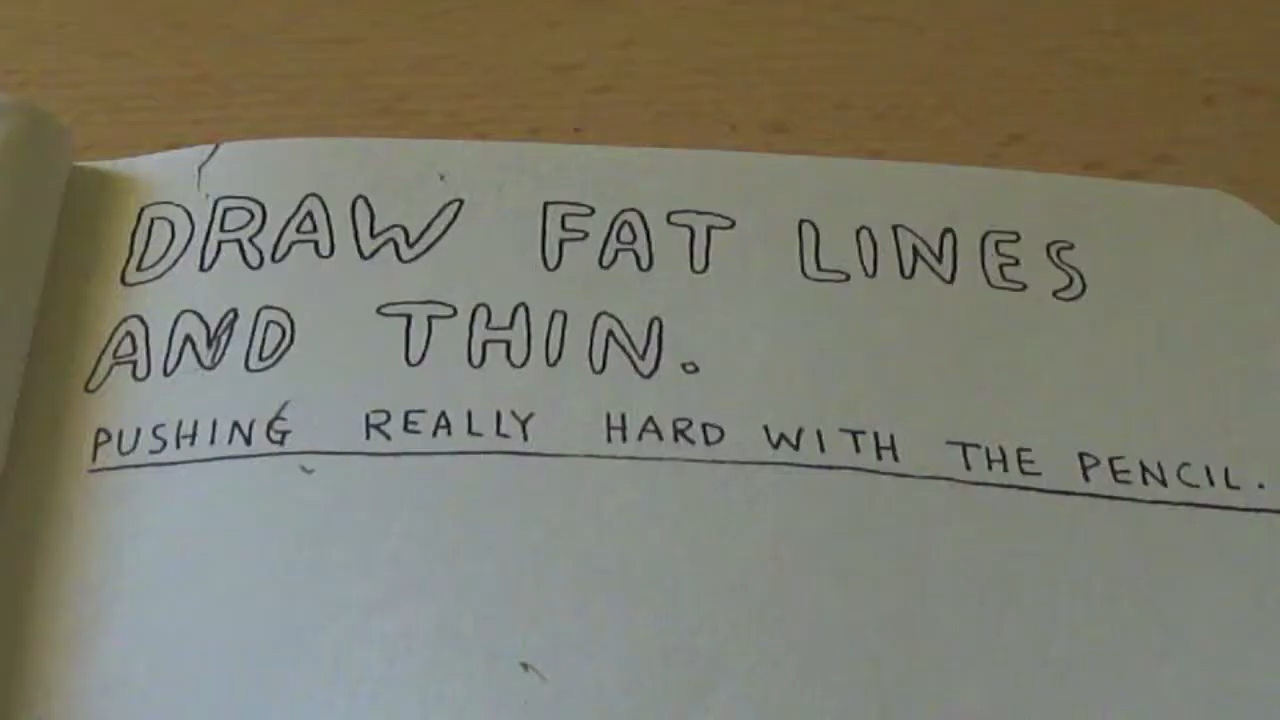 DRAW FAT LINES
AND THIN.
PUSHING REALLY HARD WITH THE PENCIL.